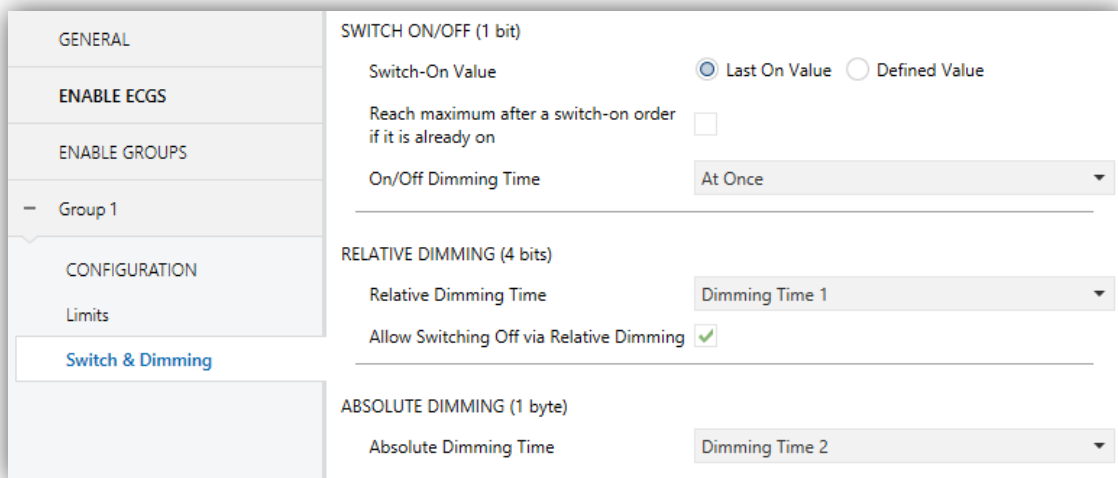 GENERAL
ENABLE ECGS
ENABLE GROUPS
Group 1
CONFIGURATION
Limits
Switch & Dimming
SWITCH ON/OFF (1 bit)
Switch-On Value
Last On Value
Defined Value
Reach maximum after a switch-on order
if it is already on
On/Off Dimming Time
At Once
RELATIVE DIMMING (4 bits)
Relative Dimming Time
Dimming Time 1
Allow Switching Off via Relative Dimming
ABSOLUTE DIMMING (1 byte)
Absolute Dimming Time
Dimming Time 2